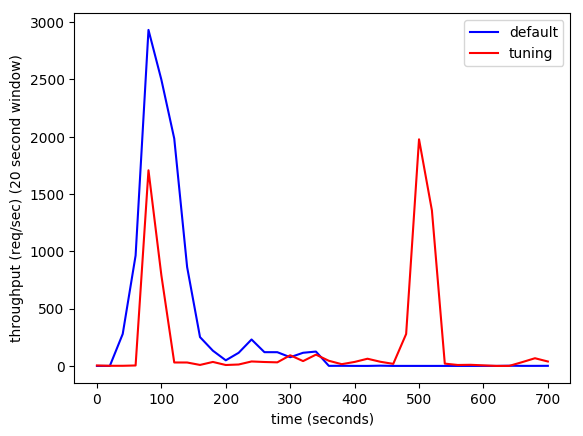 throughput (req/sec) (20 second window)
3000
2500
2000
1500
1000
500
0
default
tuning
0 100 200 300 400 500 600 700
time (seconds)